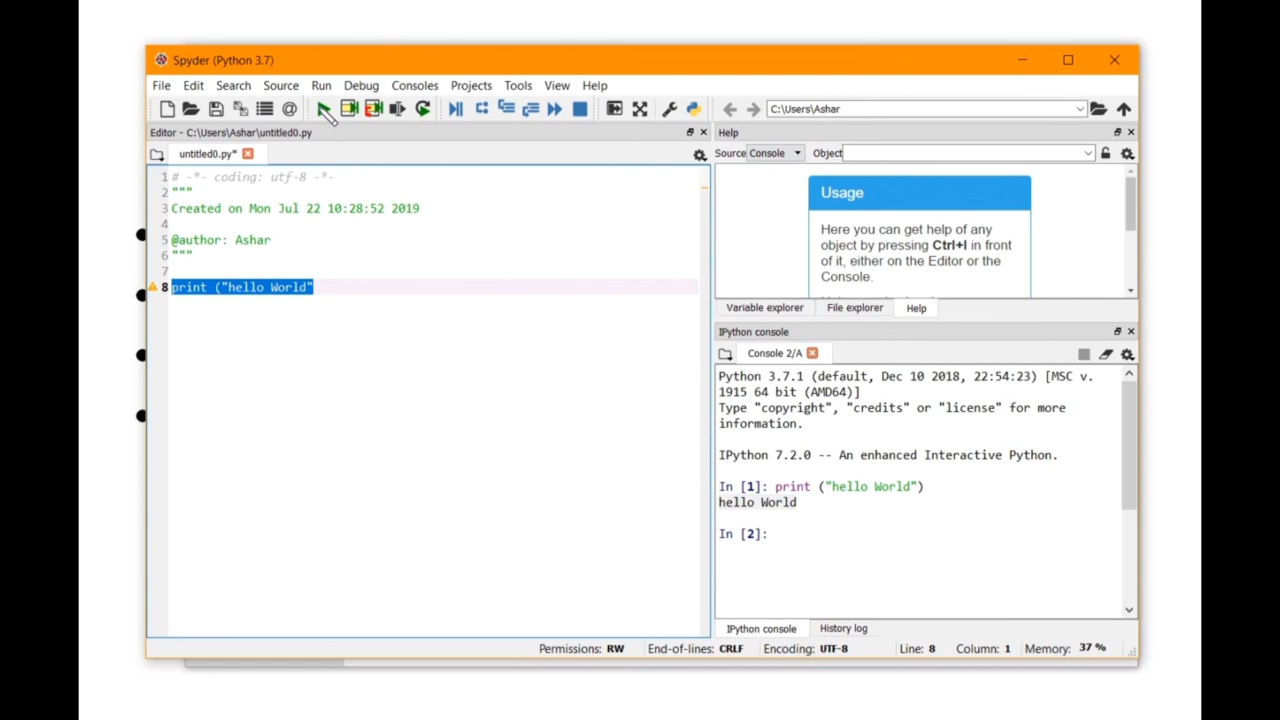 Spyder (Python 3.7)
File Edit Search Source Run Debug Consoles Projects Tools View Help
C:\Users\Ashar
Editor - C:\Users\Ashar\untitled0.py
untitled0.py*
1 # -*- coding: utf-8 -*-
2 """
3 Created on Mon Jul 22 10:28:52 2019
4
5 @author: Ashar
6 """
7
8 print ("hello World"
Help
Source Console Object
Usage
Here you can get help of any
object by pressing Ctrl+I in front
of it, either on the Editor or the
Console.
Variable explorer File explorer Help
IPython console
Console 2/A
Python 3.7.1 (default, Dec 10 2018, 22:54:23) [MSC v.
1915 64 bit (AMD64)]
Type "copyright", "credits" or "license" for more
information.
IPython 7.2.0 -- An enhanced Interactive Python.
In [1]: print ("hello World")
hello World
In [2]:
IPython console History log
Permissions: RW End-of-lines: CRLF Encoding: UTF-8 Line: 8 Column: 1 Memory: 37 %